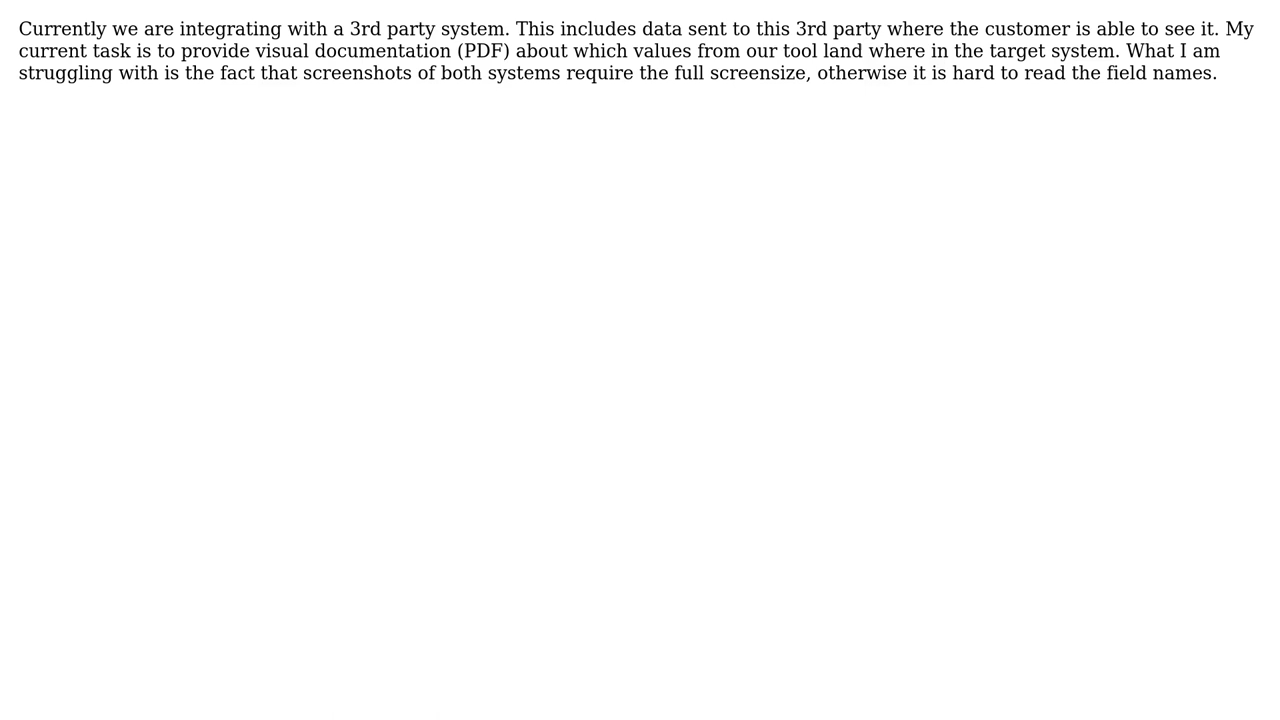 Currently we are integrating with a 3rd party system. This includes data sent to this 3rd party where the customer is able to see it. My
current task is to provide visual documentation (PDF) about which values from our tool land where in the target system. What I am
struggling with is the fact that screenshots of both systems require the full screensize, otherwise it is hard to read the field names.